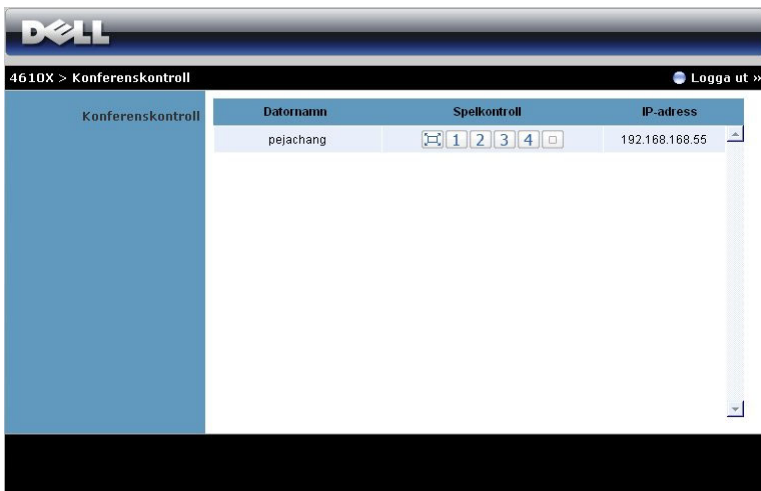 DELL
4610X > Konferenskontroll
Logga ut »
Konferenskontroll
Datornamn Spelkontroll IP-adress
pejachang 1 2 3 4 192.168.168.55